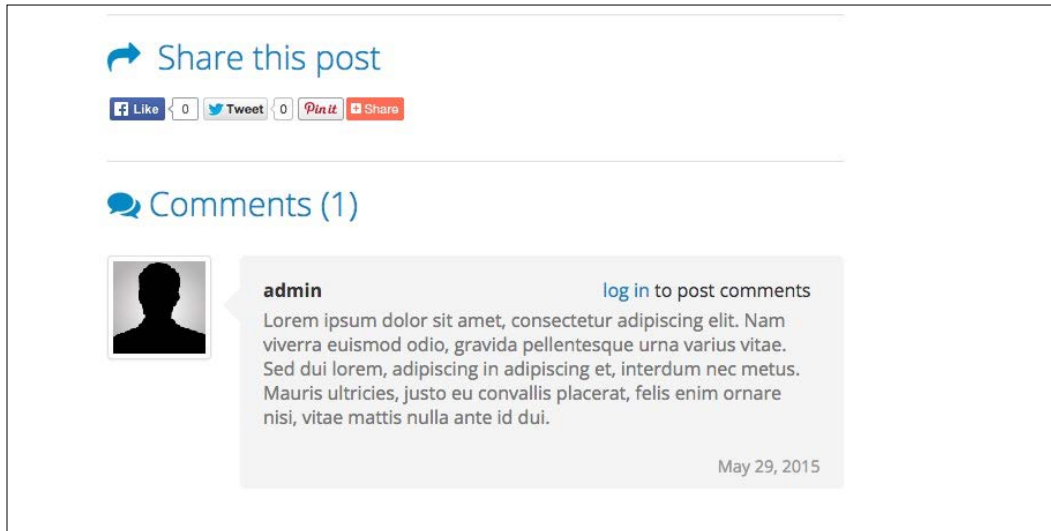 Share this post
Like 0 Tweet 0 Pin it Share
Comments (1)
admin log in to post comments
Lorem ipsum dolor sit amet, consectetur adipiscing elit. Nam
viverra euismod odio, gravida pellentesque urna varius vitae.
Sed dui lorem, adipiscing in adipiscing et, interdum nec metus.
Mauris ultricies, justo eu convallis placerat, felis enim ornare
nisi, vitae mattis nulla ante id dui.
May 29, 2015